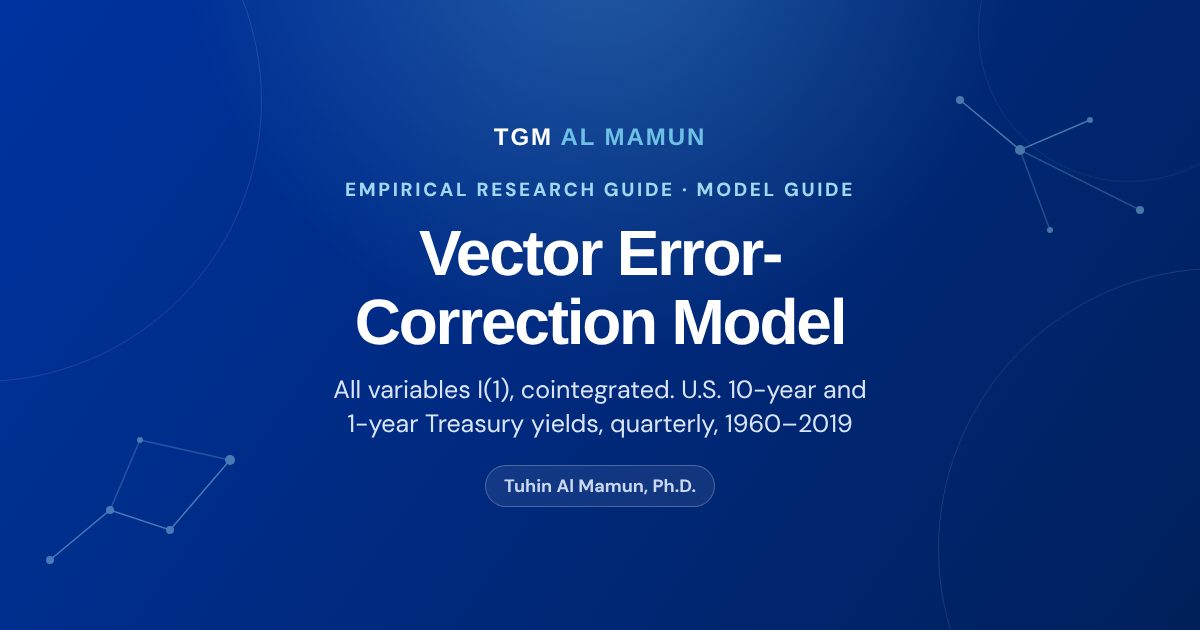 TGM AL MAMUN
EMPIRICAL RESEARCH GUIDE · MODEL GUIDE
Vector Error-
Correction Model
All variables I(1), cointegrated. U.S. 10-year and
1-year Treasury yields, quarterly, 1960–2019
Tuhin Al Mamun, Ph.D.